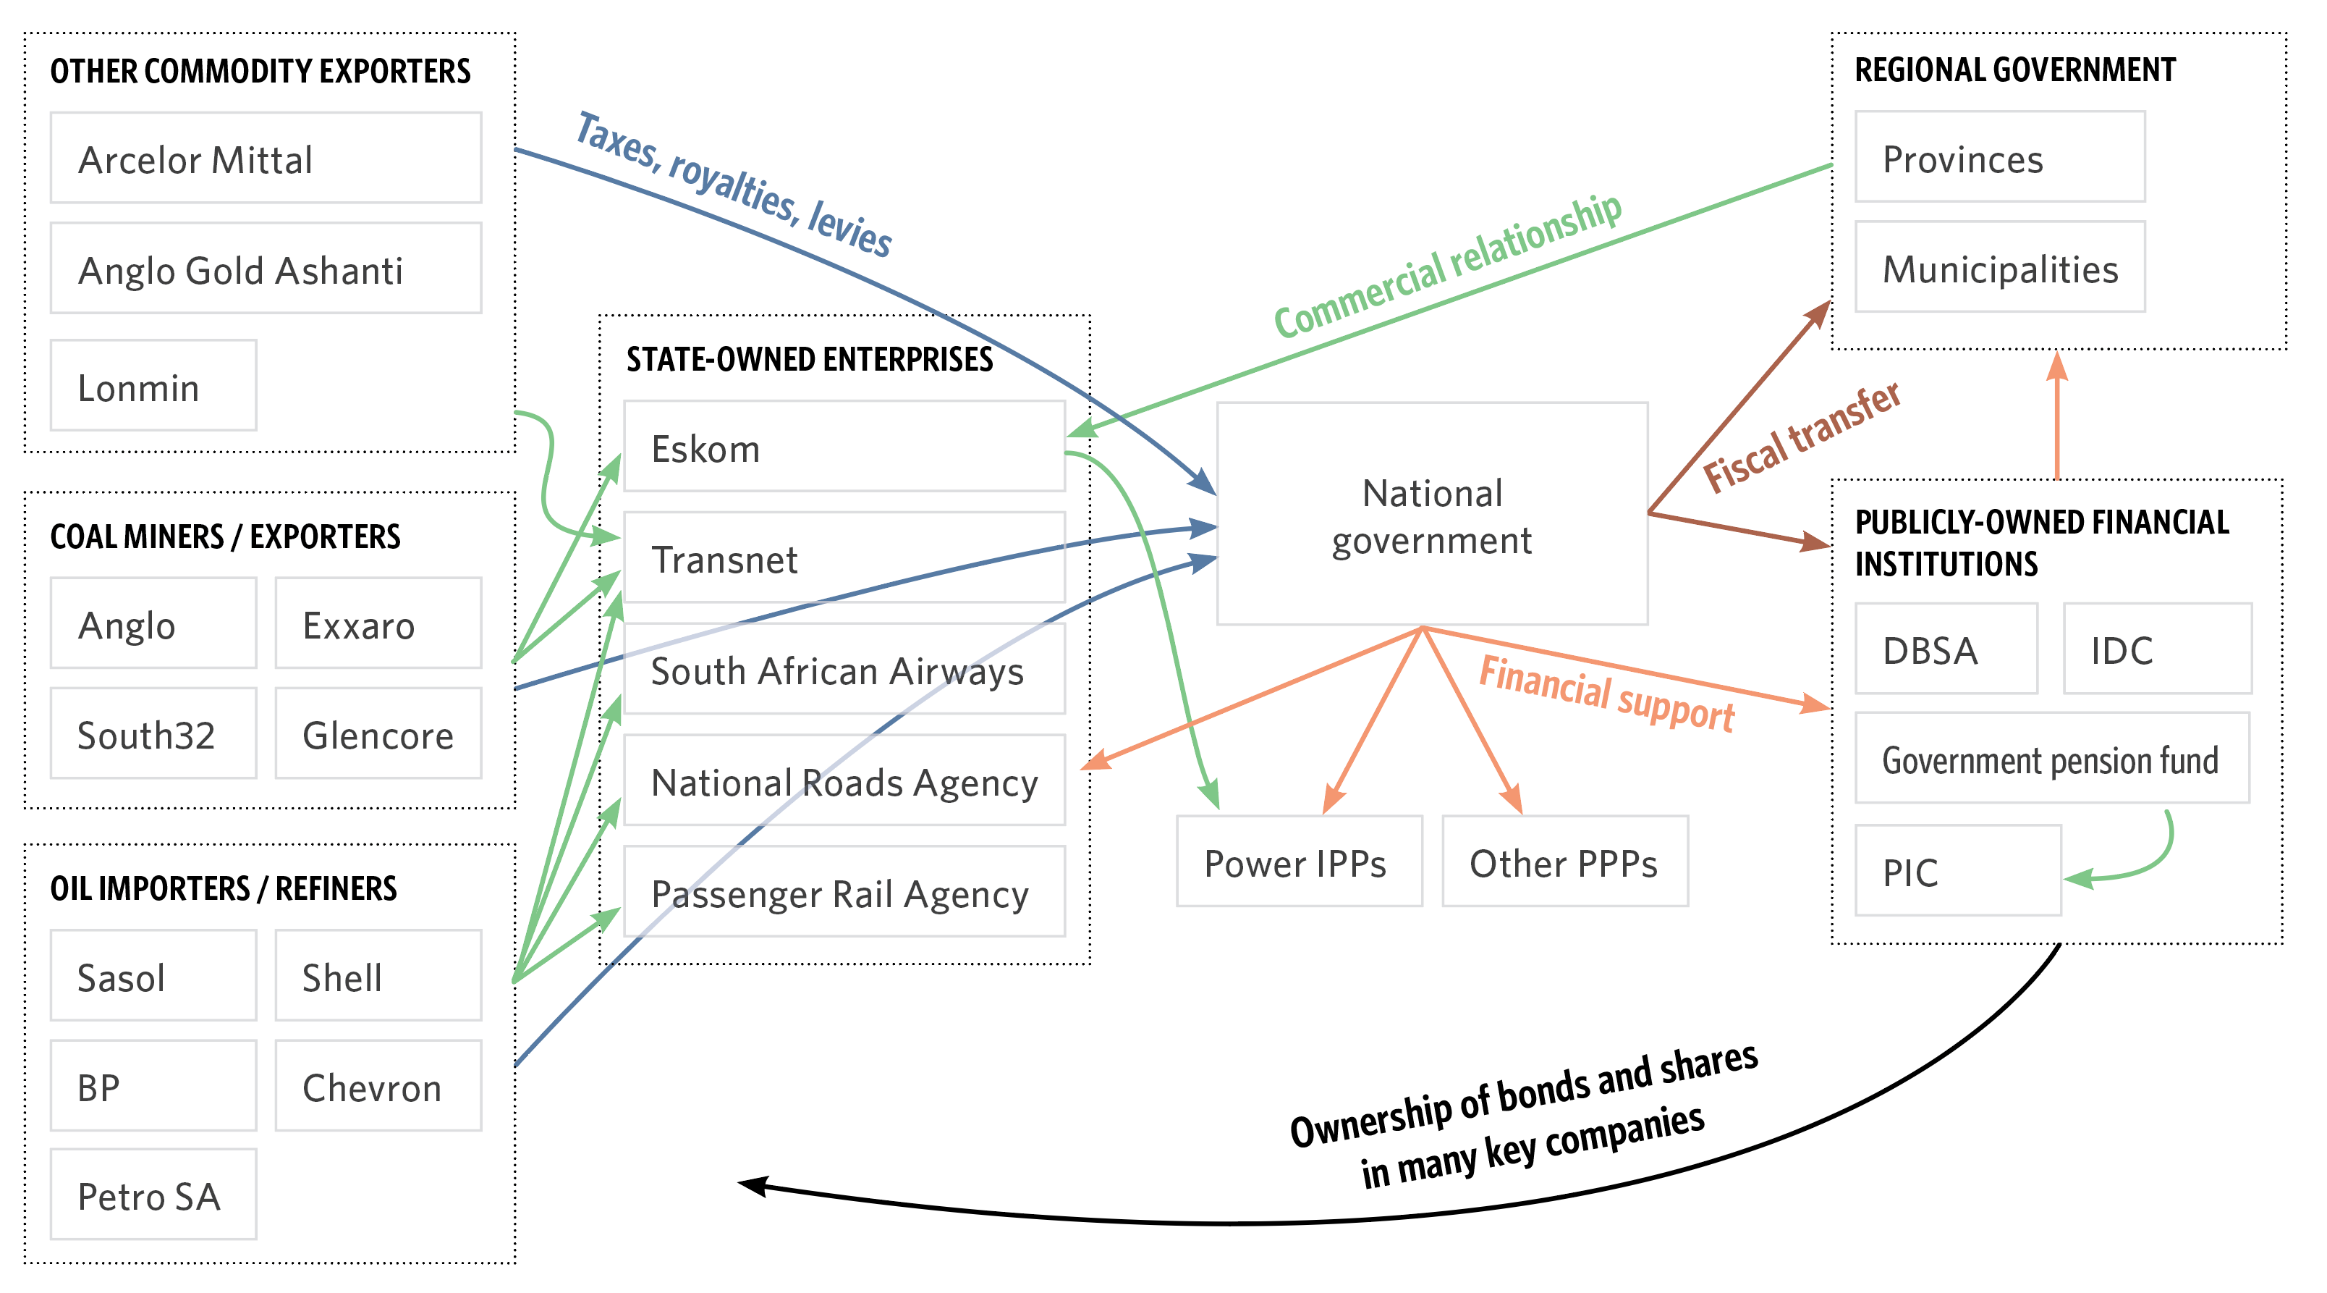 OTHER COMMODITY EXPORTERS
Arcelor Mittal
Anglo Gold Ashanti
Lonmin
COAL MINERS / EXPORTERS
Anglo
Exxaro
South32
Glencore
OIL IMPORTERS / REFINERS
Sasol
Shell
BP
Chevron
Petro SA
Taxes, royalties, levies
STATE-OWNED ENTERPRISES
Eskom
Transnet
South African Airways
National Roads Agency
Passenger Rail Agency
Commercial relationship
National
government
Fiscal transfer
Financial support
Power IPPs
Other PPPs
REGIONAL GOVERNMENT
Provinces
Municipalities
PUBLICLY-OWNED FINANCIAL
INSTITUTIONS
DBSA
IDC
Government pension fund
PIC
Ownership of bonds and shares
in many key companies